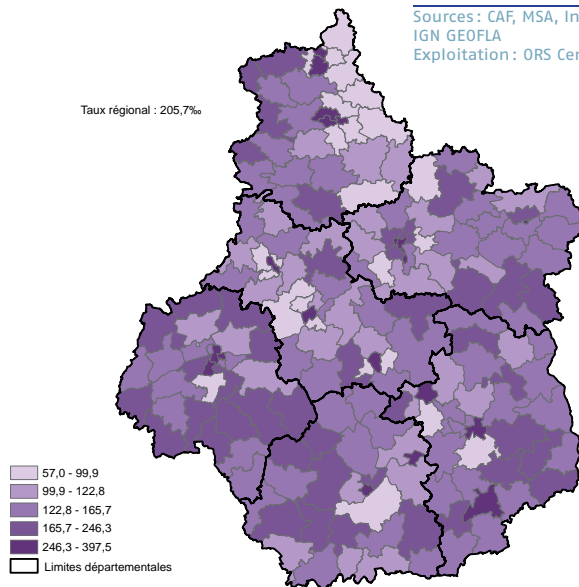 Sources : CAF, MSA, In
IGN GEOFLA
Exploitation : ORS Cen
Taux régional : 205,7‰
57,0 - 99,9
99,9 - 122,8
122,8 - 165,7
165,7 - 246,3
246,3 - 397,5
Limites départementales